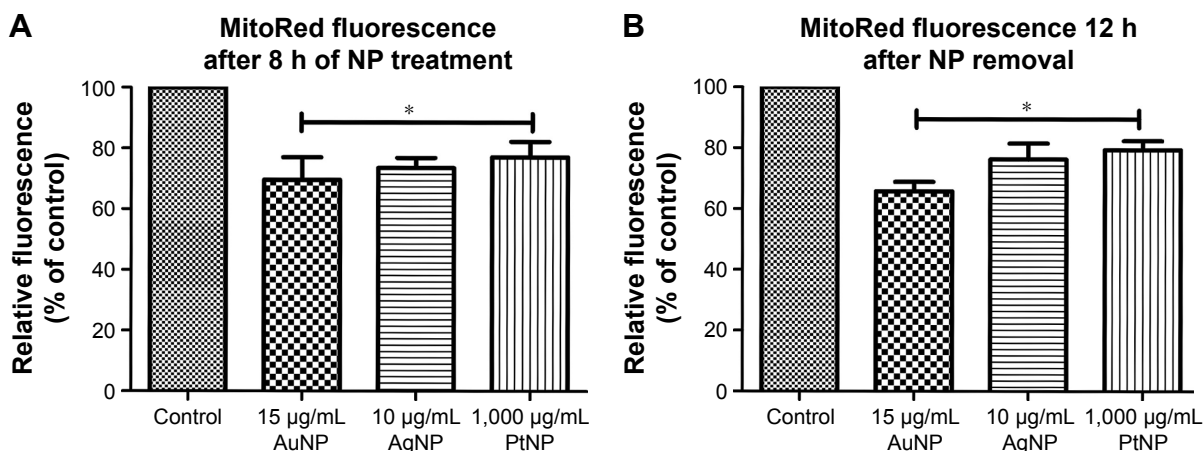 A
MitoRed fluorescence
after 8 h of NP treatment
Relative fluorescence
(% of control)
100
80
60
40
20
0
*
Control
15 µg/mL
AuNP
10 µg/mL
AgNP
1,000 µg/mL
PtNP
B
MitoRed fluorescence 12 h
after NP removal
Relative fluorescence
(% of control)
100
80
60
40
20
0
*
Control
15 µg/mL
AuNP
10 µg/mL
AgNP
1,000 µg/mL
PtNP